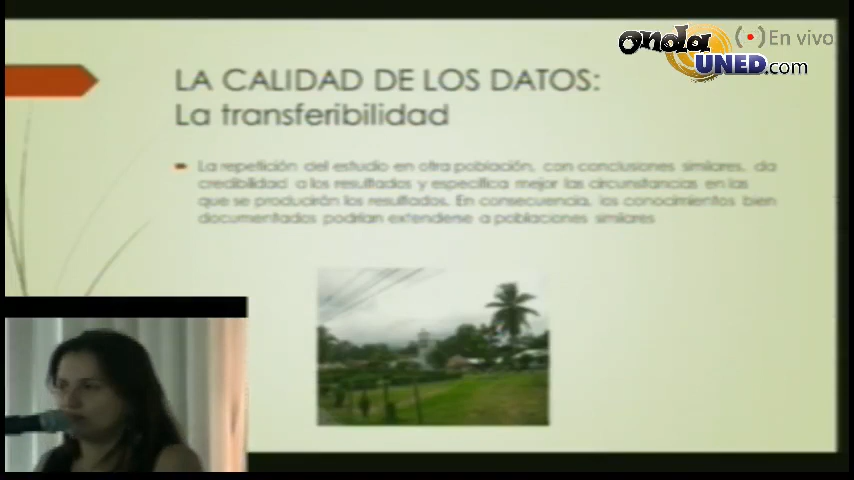 onda
UNED.com
En vivo
LA CALIDAD DE LOS DATOS:
La transferibilidad
La repetición del estudio en otra población, con conclusiones similares, da
credibilidad a los resultados y especifica mejor las circunstancias en las
que se producirán los resultados. En consecuencia, los conocimientos bien
documentados podrían extenderse a poblaciones similares